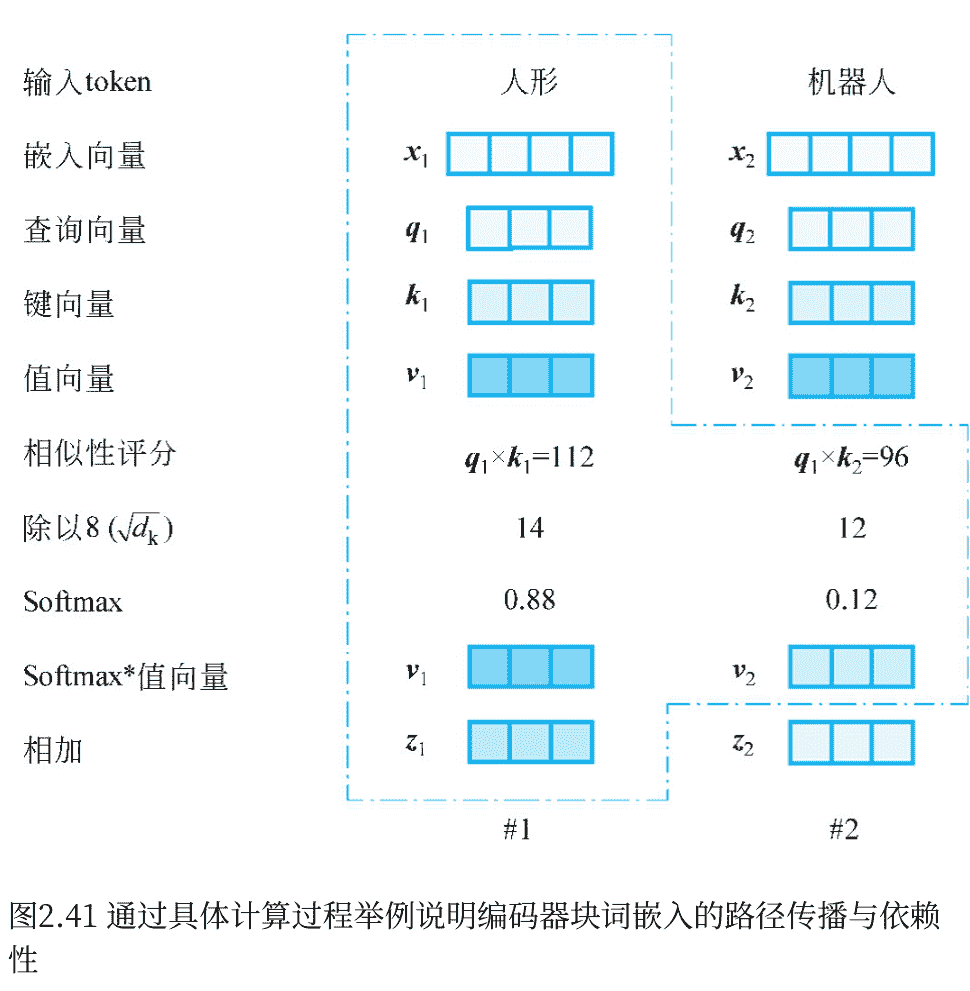 输入token 人形 机器人
嵌入向量 x1 x2
查询向量 q1 q2
键向量 k1 k2
值向量 v1 v2
相似性评分 q1×k1=112 q1×k2=96
除以8 (√dk) 14 12
Softmax 0.88 0.12
Softmax*值向量 v1 v2
相加 z1 z2
#1 #2
图2.41 通过具体计算过程举例说明编码器块词嵌入的路径传播与依赖
性